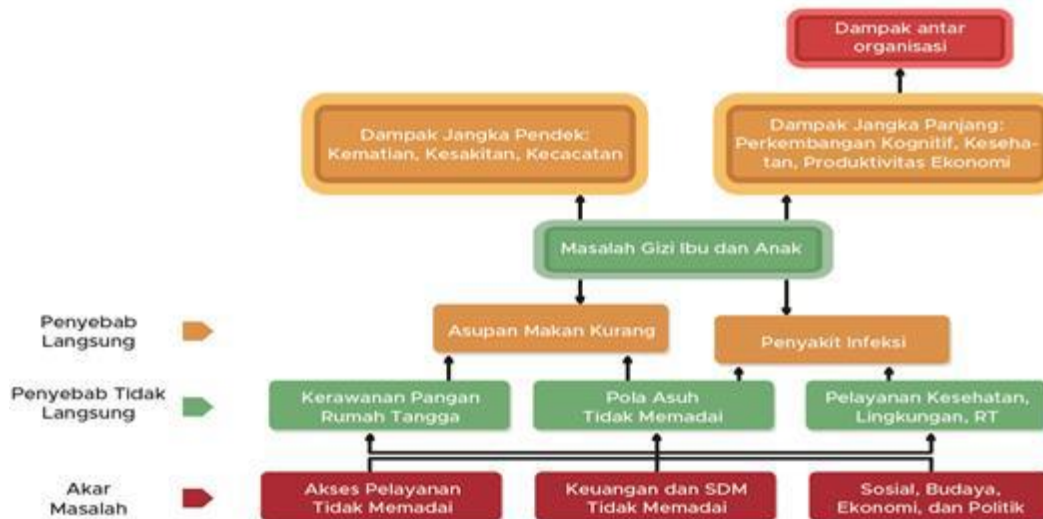 Dampak antar
organisasi
Dampak Jangka Pendek:
Kematian, Kesakitan, Kecacatan
Dampak Jangka Panjang:
Perkembangan Kognitif, Keseha-
tan, Produktivitas Ekonomi
Masalah Gizi Ibu dan Anak
Penyebab
Langsung
Asupan Makan Kurang
Penyakit Infeksi
Penyebab Tidak
Langsung
Kerawanan Pangan
Rumah Tangga
Pola Asuh
Tidak Memadai
Pelayanan Kesehatan,
Lingkungan, RT
Akar
Masalah
Akses Pelayanan
Tidak Memadai
Keuangan dan SDM
Tidak Memadai
Sosial, Budaya,
Ekonomi, dan Politik